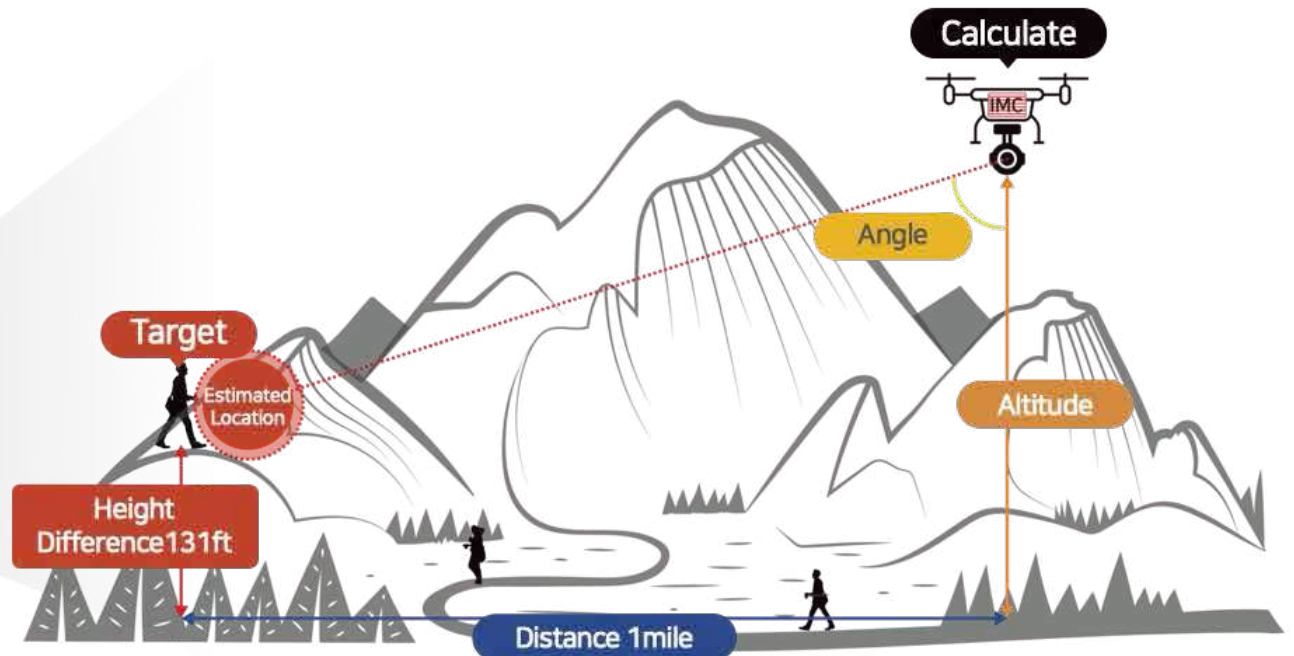 Calculate
IMC
Angle
Target
Estimated
Location
Altitude
Height
Difference131ft
Distance 1mile